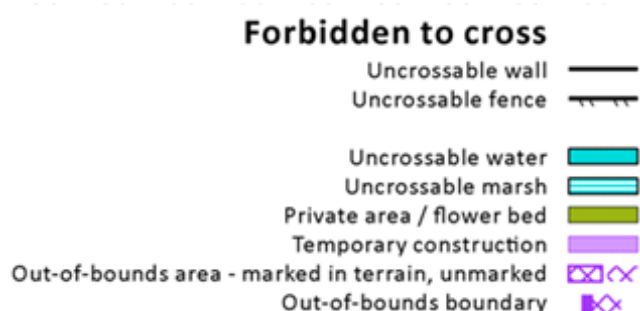 Forbidden to cross
Uncrossable wall
Uncrossable fence
Uncrossable water
Uncrossable marsh
Private area / flower bed
Temporary construction
Out-of-bounds area - marked in terrain, unmarked
Out-of-bounds boundary